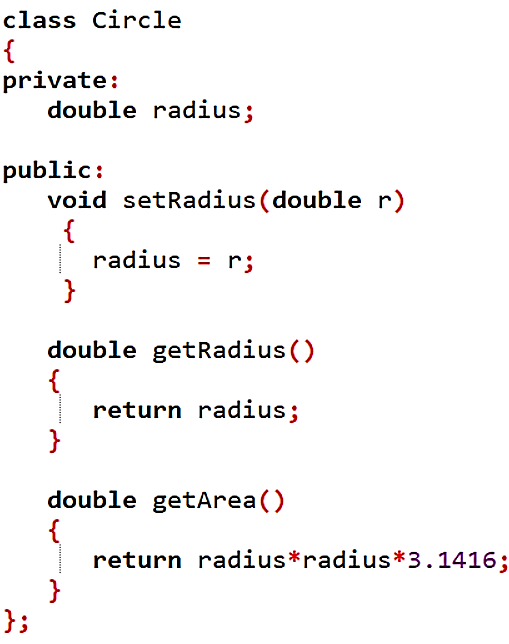 class Circle
{
private:
   double radius;

public:
   void setRadius(double r)
    {
      radius = r;
    }

   double getRadius()
   {
      return radius;
   }

   double getArea()
   {
      return radius*radius*3.1416;
   }
};